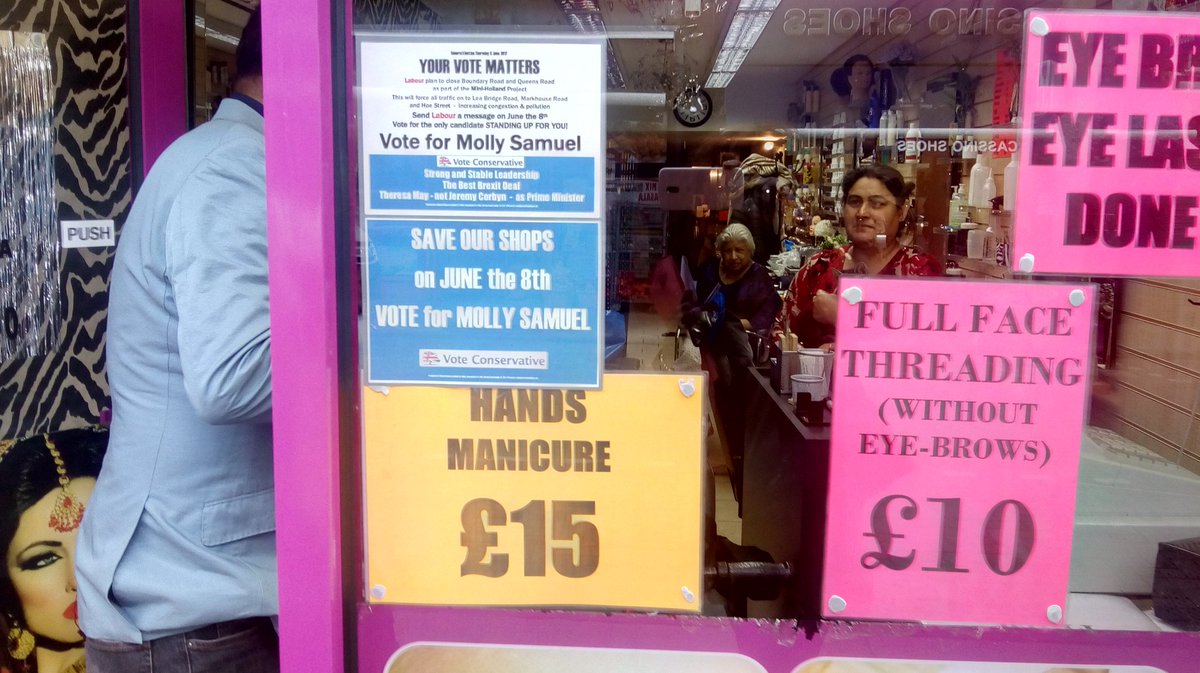 YOUR VOTE MATTERS
Labour plan to close Boundary Road and Queens Road
as part of the Mini-Holland Project
This will force all traffic on to Lea Bridge Road, Markhouse Road
and Hoe Street - increasing congestion & pollution
Send Labour a message on June the 8th
Vote for the only candidate STANDING UP FOR YOU!
Vote for Molly Samuel
Vote Conservative
Strong and Stable Leadership
The Best Brexit Deal
Theresa May - not Jeremy Corbyn - as Prime Minister
SAVE OUR SHOPS
on JUNE the 8th
VOTE for MOLLY SAMUEL
Vote Conservative
HANDS
MANICURE
£15
PUSH
CASSINO SHOES
EYE BR
EYE LAS
DONE
FULL FACE
THREADING
(WITHOUT
EYE-BROWS)
£10